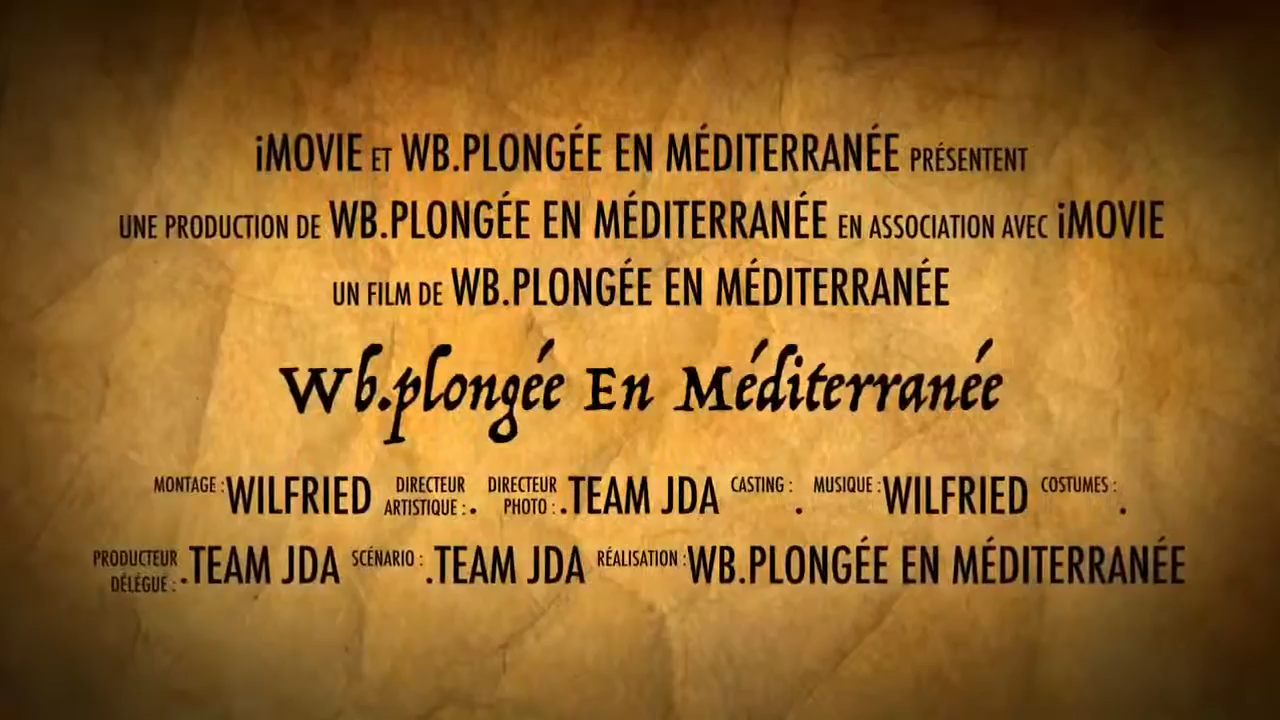 iMOVIE ET WB.PLONGÉE EN MÉDITERRANÉE PRÉSENTENT
UNE PRODUCTION DE WB.PLONGÉE EN MÉDITERRANÉE EN ASSOCIATION AVEC iMOVIE
UN FILM DE WB.PLONGÉE EN MÉDITERRANÉE
Wb.plongée En Méditerranée
MONTAGE : WILFRIED DIRECTEUR ARTISTIQUE : . DIRECTEUR PHOTO : .TEAM JDA CASTING : . MUSIQUE : WILFRIED COSTUMES : .
PRODUCTEUR DÉLÉGUE : .TEAM JDA SCÉNARIO : .TEAM JDA RÉALISATION : WB.PLONGÉE EN MÉDITERRANÉE